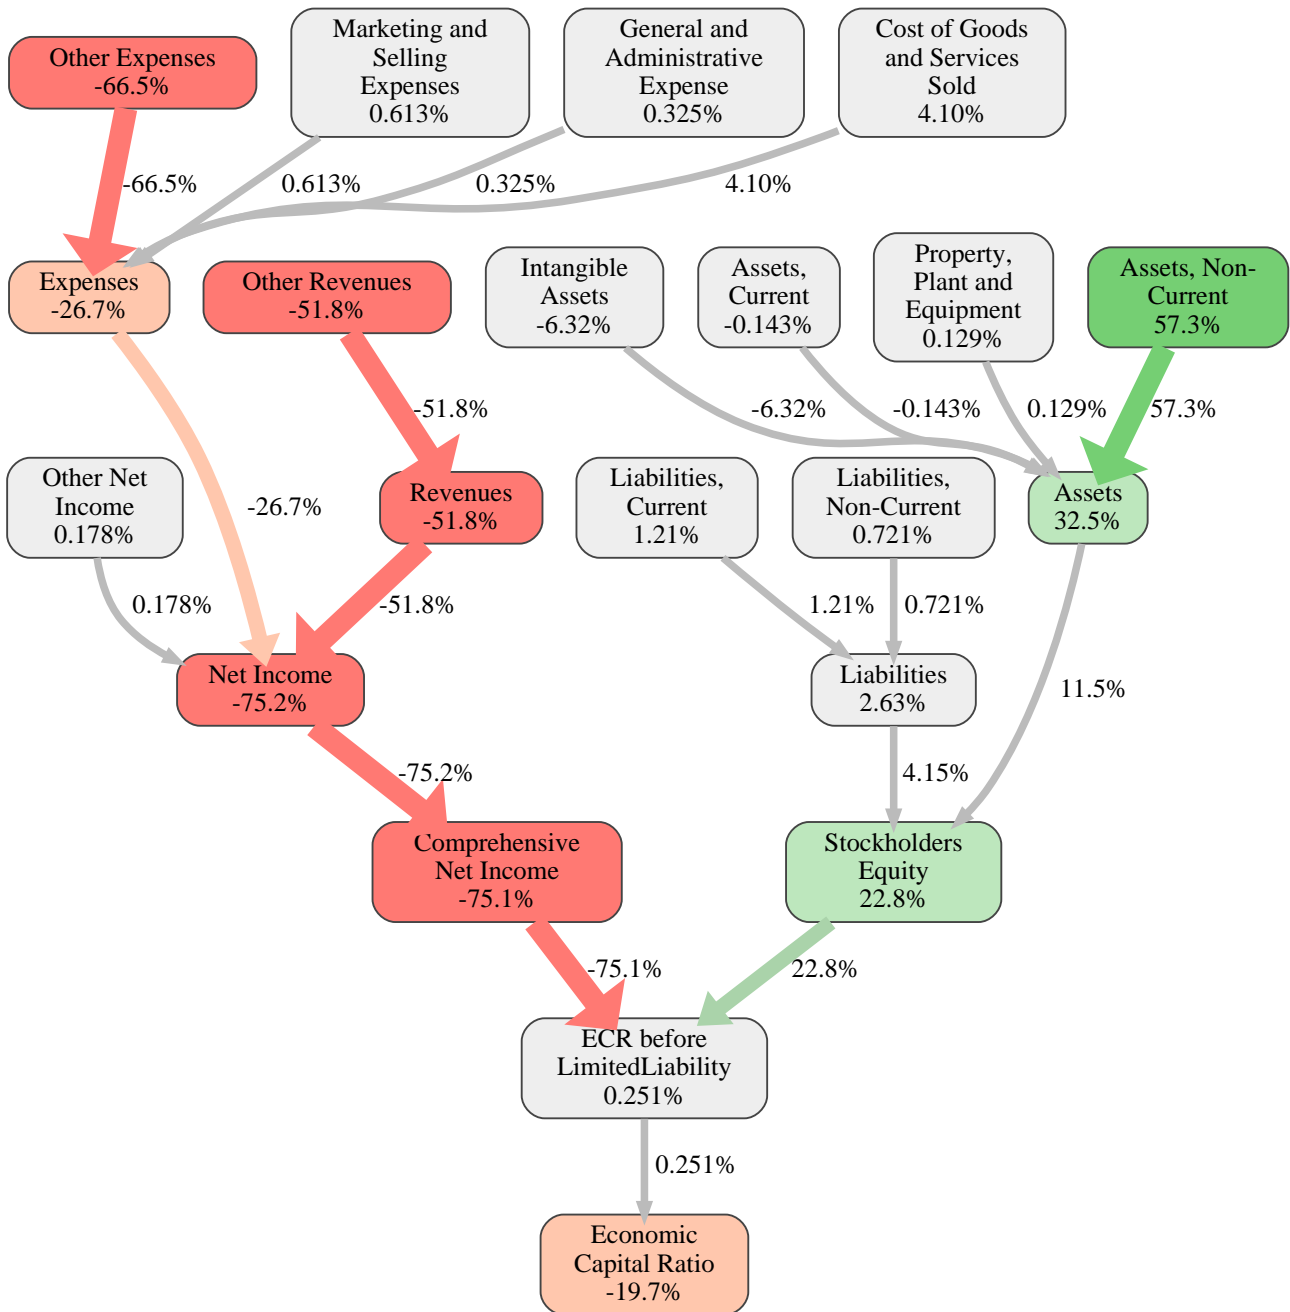 Other Expenses
-66.5%
Marketing and
Selling
Expenses
0.613%
General and
Administrative
Expense
0.325%
Cost of Goods
and Services
Sold
4.10%
-66.5%
0.613%
0.325%
4.10%
Expenses
-26.7%
Other Revenues
-51.8%
Intangible
Assets
-6.32%
Assets,
Current
-0.143%
Property,
Plant and
Equipment
0.129%
Assets, Non-
Current
57.3%
-51.8%
-6.32%
-0.143%
0.129%
57.3%
Other Net
Income
0.178%
-26.7%
Revenues
-51.8%
Liabilities,
Current
1.21%
Liabilities,
Non-Current
0.721%
Assets
32.5%
0.178%
-51.8%
1.21%
0.721%
Net Income
-75.2%
Liabilities
2.63%
11.5%
-75.2%
4.15%
Comprehensive
Net Income
-75.1%
Stockholders
Equity
22.8%
-75.1%
22.8%
ECR before
LimitedLiability
0.251%
0.251%
Economic
Capital Ratio
-19.7%